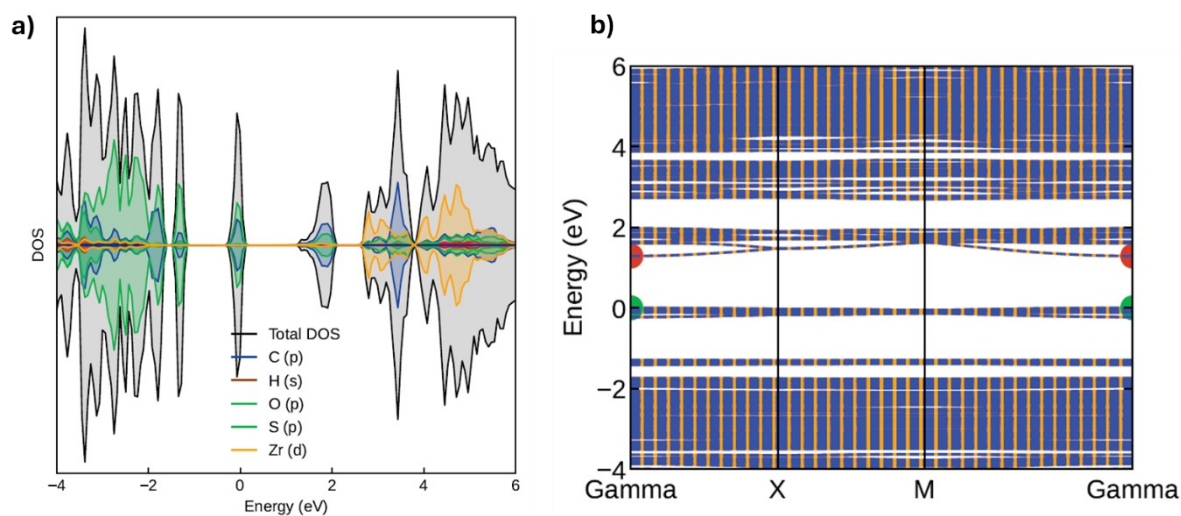 a)
DOS
Total DOS
C (p)
H (s)
O (p)
S (p)
Zr (d)
−4 −2 0 2 4 6
Energy (eV)
b)
Energy (eV)
6
4
2
0
−2
−4
Gamma X M Gamma